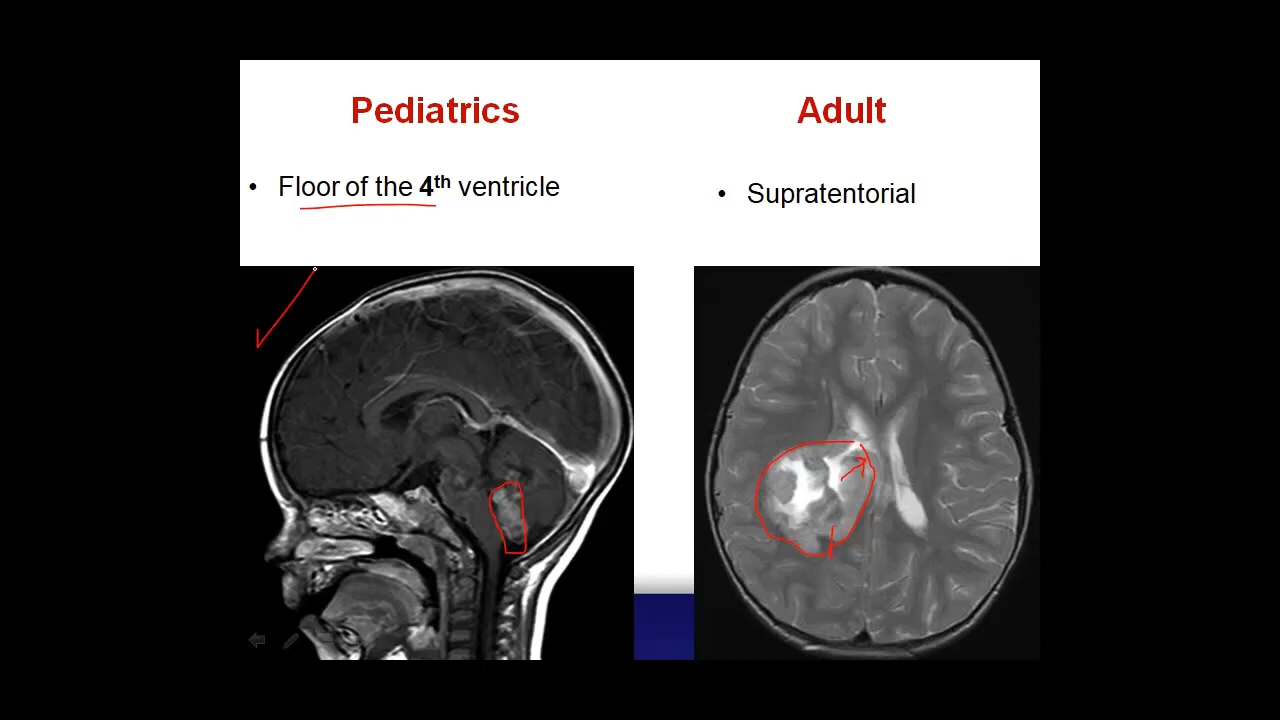 Pediatrics
Adult
• Floor of the 4th ventricle
• Supratentorial